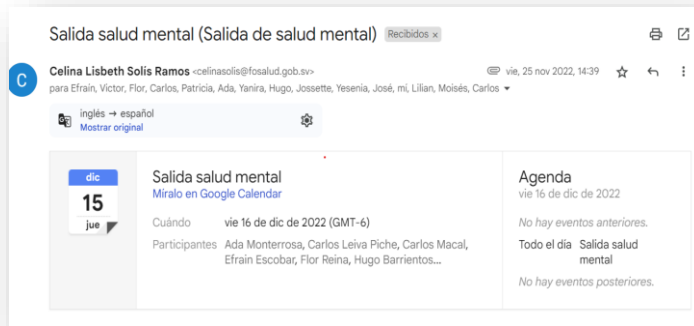 Salida salud mental (Salida de salud mental) Recibidos x
C
Celina Lisbeth Solís Ramos <celinasolis@fosalud.gob.sv>
vie, 25 nov 2022, 14:39
para Efraín, Victor, Flor, Carlos, Patricia, Ada, Yanira, Hugo, Jossette, Yesenia, José, mí, Lilian, Moisés, Carlos
inglés → español
Mostrar original
dic
15
jue
Salida salud mental
Míralo en Google Calendar
Cuándo vie 16 de dic de 2022 (GMT-6)
Participantes Ada Monterrosa, Carlos Leiva Piche, Carlos Macal,
Efrain Escobar, Flor Reina, Hugo Barrientos...
Agenda
vie 16 de dic de 2022
No hay eventos anteriores.
Todo el día Salida salud
mental
No hay eventos posteriores.